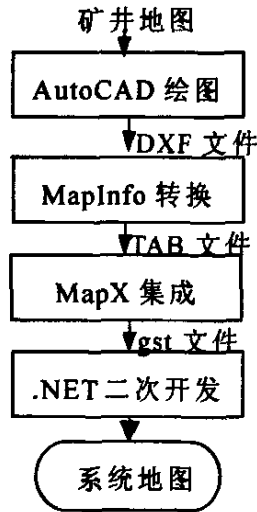 矿井地图
AutoCAD 绘图
DXF 文件
MapInfo 转换
TAB 文件
MapX 集成
gst 文件
.NET二次开发
系统地图